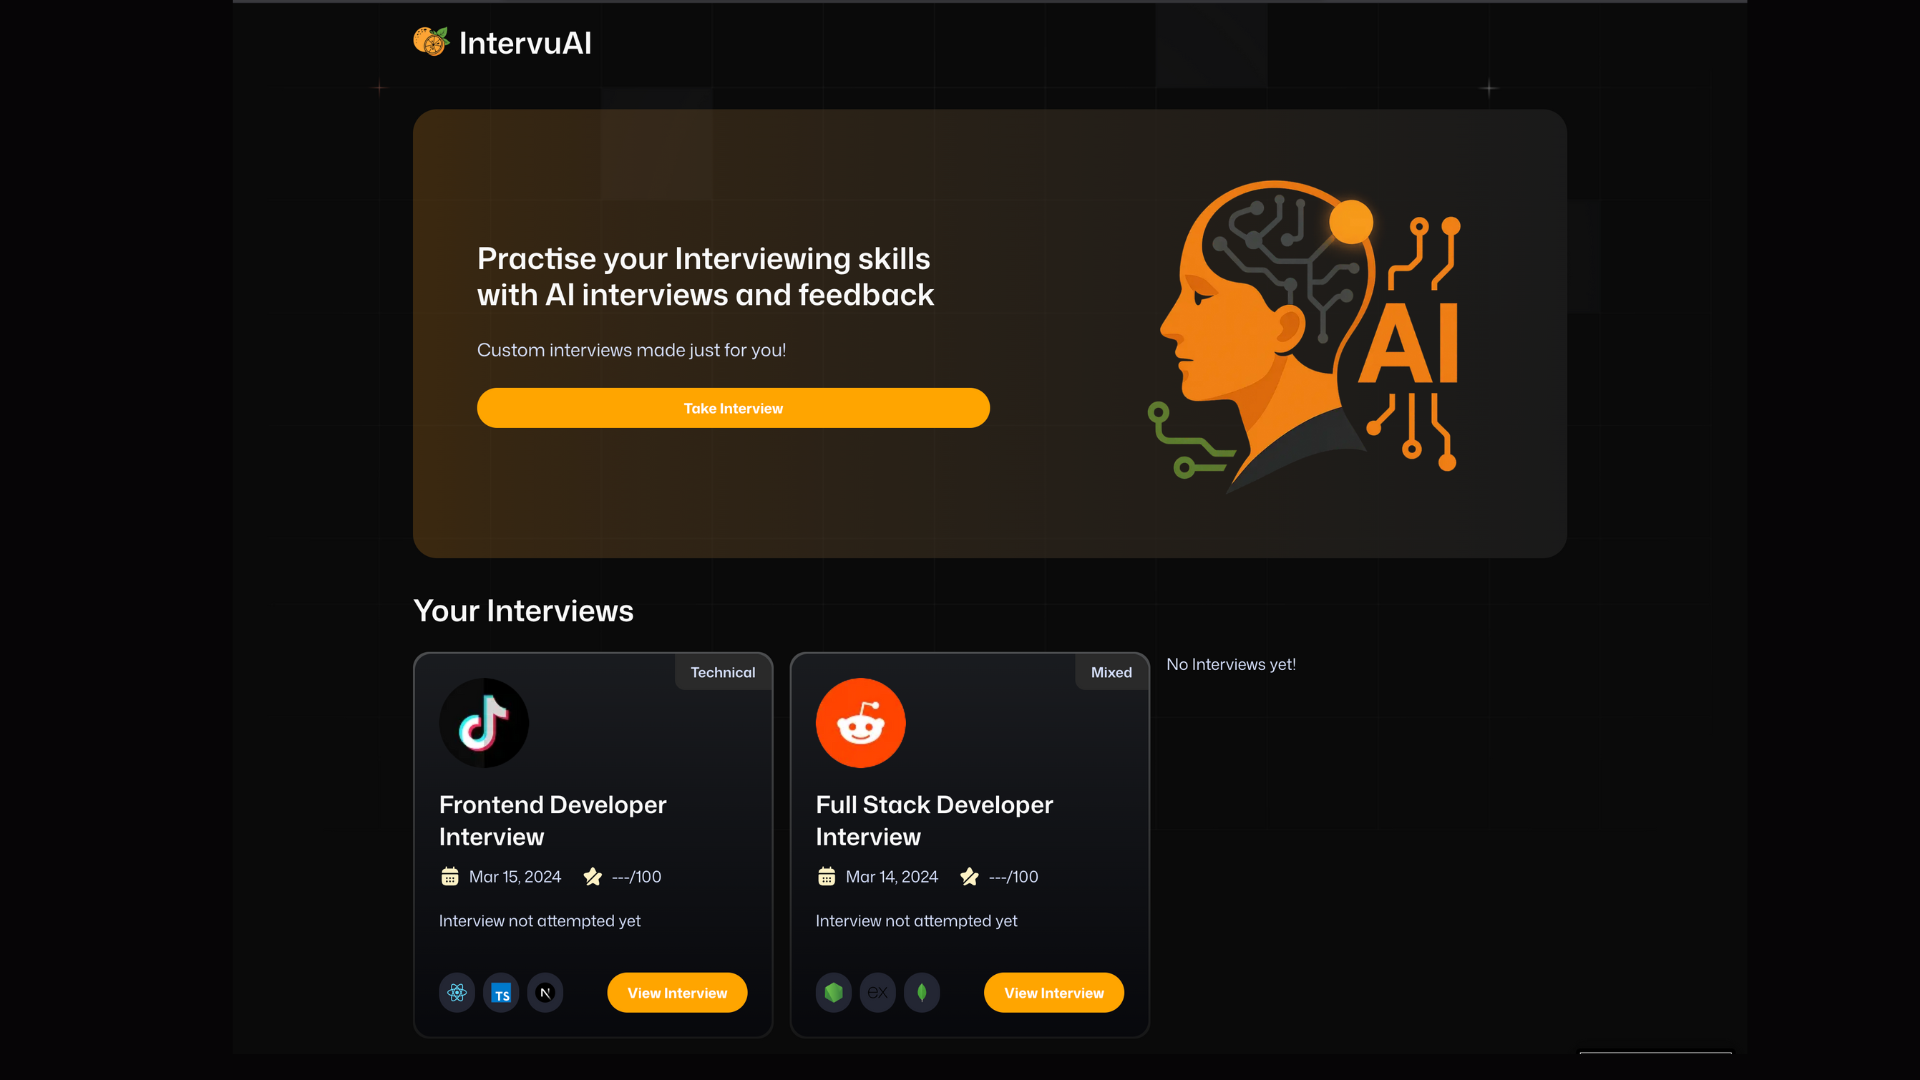 IntervuAI
Practise your Interviewing skills
with AI interviews and feedback
Custom interviews made just for you!
Take Interview
AI
Your Interviews
Technical
Frontend Developer
Interview
Mar 15, 2024 ---/100
Interview not attempted yet
TS N
View Interview
Mixed
Full Stack Developer
Interview
Mar 14, 2024 ---/100
Interview not attempted yet
ex
View Interview
No Interviews yet!